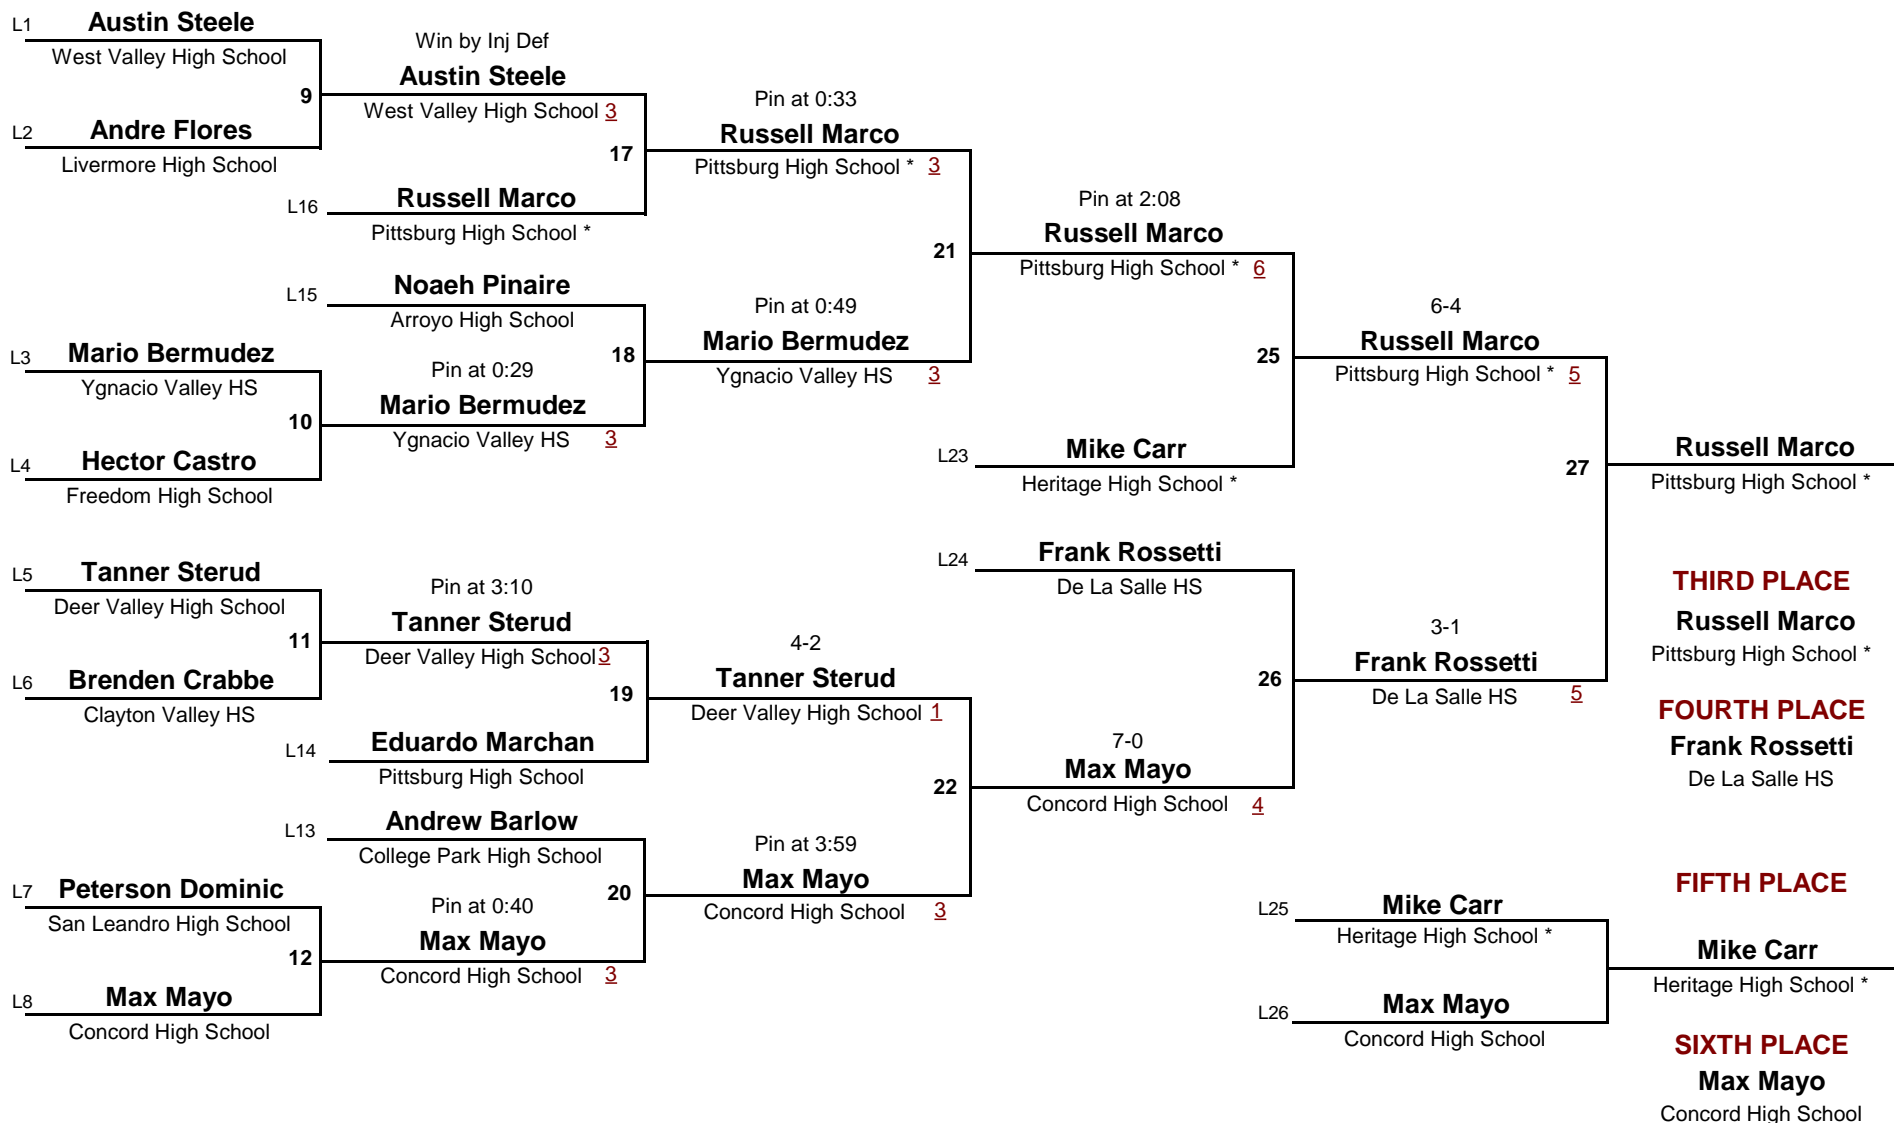 L1 Austin Steele
West Valley High School
9
L2 Andre Flores
Livermore High School
Win by Inj Def
Austin Steele
West Valley High School 3
17
L16 Russell Marco
Pittsburg High School *
L15 Noaeh Pinaire
Arroyo High School
18
L3 Mario Bermudez
Ygnacio Valley HS
10
L4 Hector Castro
Freedom High School
Pin at 0:29
Mario Bermudez
Ygnacio Valley HS 3
Pin at 0:33
Russell Marco
Pittsburg High School * 3
21
Pin at 0:49
Mario Bermudez
Ygnacio Valley HS 3
Pin at 2:08
Russell Marco
Pittsburg High School * 6
25
L23 Mike Carr
Heritage High School *
6-4
Russell Marco
Pittsburg High School * 5
27
Russell Marco
Pittsburg High School *
L5 Tanner Sterud
Deer Valley High School
11
L6 Brenden Crabbe
Clayton Valley HS
Pin at 3:10
Tanner Sterud
Deer Valley High School 3
19
L14 Eduardo Marchan
Pittsburg High School
L13 Andrew Barlow
College Park High School
20
L7 Peterson Dominic
San Leandro High School
12
L8 Max Mayo
Concord High School
Pin at 0:40
Max Mayo
Concord High School 3
4-2
Tanner Sterud
Deer Valley High School 1
22
Pin at 3:59
Max Mayo
Concord High School 3
L24 Frank Rossetti
De La Salle HS
26
7-0
Max Mayo
Concord High School 4
3-1
Frank Rossetti
De La Salle HS 5
THIRD PLACE
Russell Marco
Pittsburg High School *
FOURTH PLACE
Frank Rossetti
De La Salle HS
FIFTH PLACE
L25 Mike Carr
Heritage High School *
Mike Carr
Heritage High School *
L26 Max Mayo
Concord High School
SIXTH PLACE
Max Mayo
Concord High School